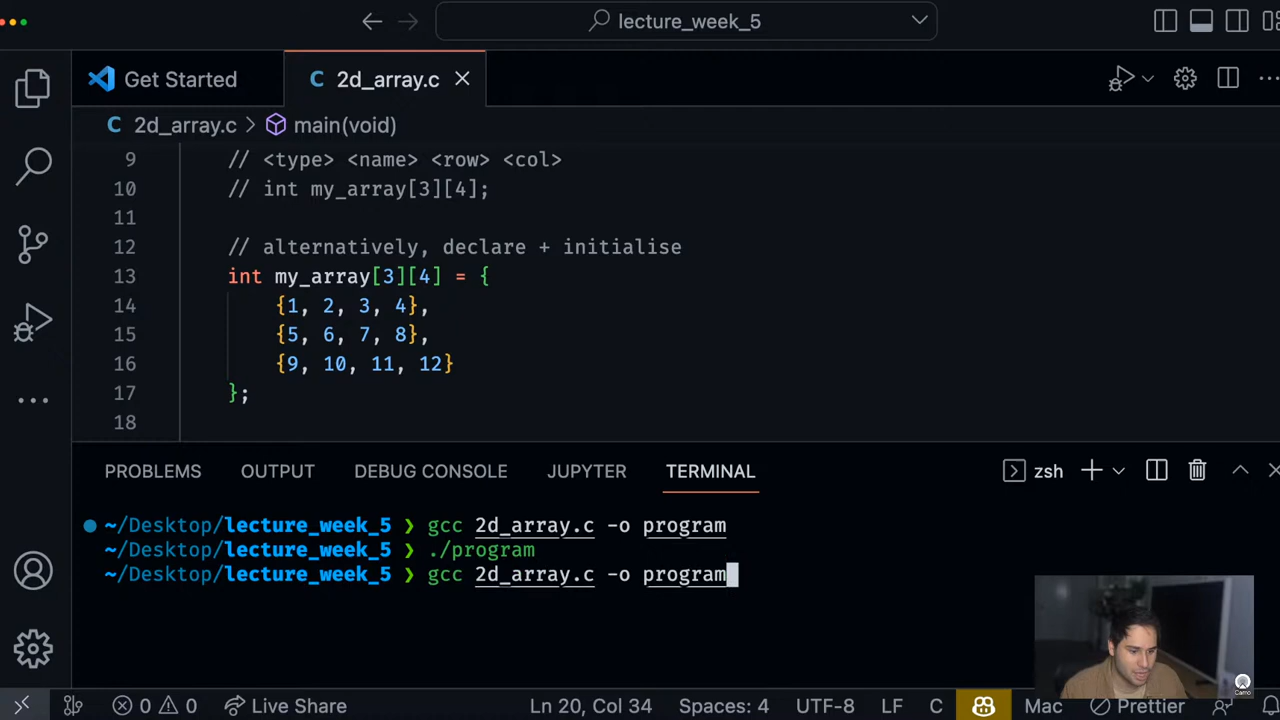 lecture_week_5
Get Started
C 2d_array.c
C 2d_array.c > main(void)
9 // <type> <name> <row> <col>
10 // int my_array[3][4];
11
12 // alternatively, declare + initialise
13 int my_array[3][4] = {
14 {1, 2, 3, 4},
15 {5, 6, 7, 8},
16 {9, 10, 11, 12}
17 };
18
PROBLEMS OUTPUT DEBUG CONSOLE JUPYTER TERMINAL zsh
~/Desktop/lecture_week_5 ❯ gcc 2d_array.c -o program
~/Desktop/lecture_week_5 ❯ ./program
~/Desktop/lecture_week_5 ❯ gcc 2d_array.c -o program
Camo
0 0 Live Share Ln 20, Col 34 Spaces: 4 UTF-8 LF C Mac Prettier